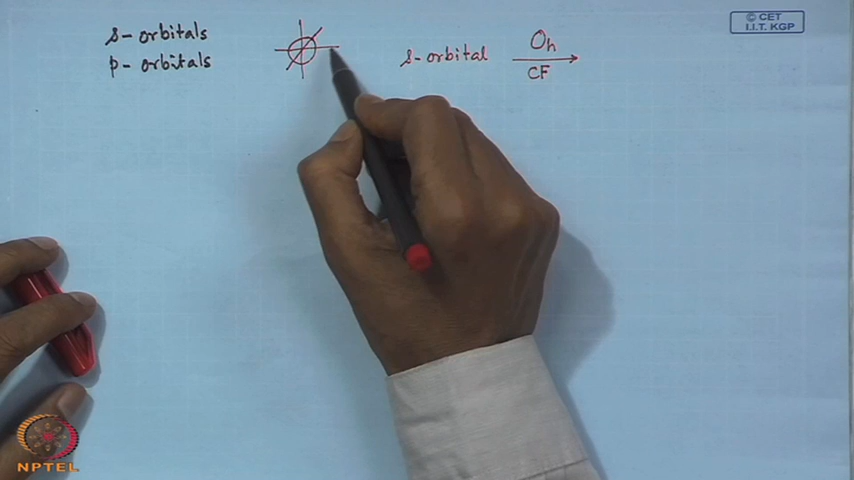 s-orbitals
p-orbitals
s-orbital Oh
CF
© CET
I.I.T. KGP
NPTEL